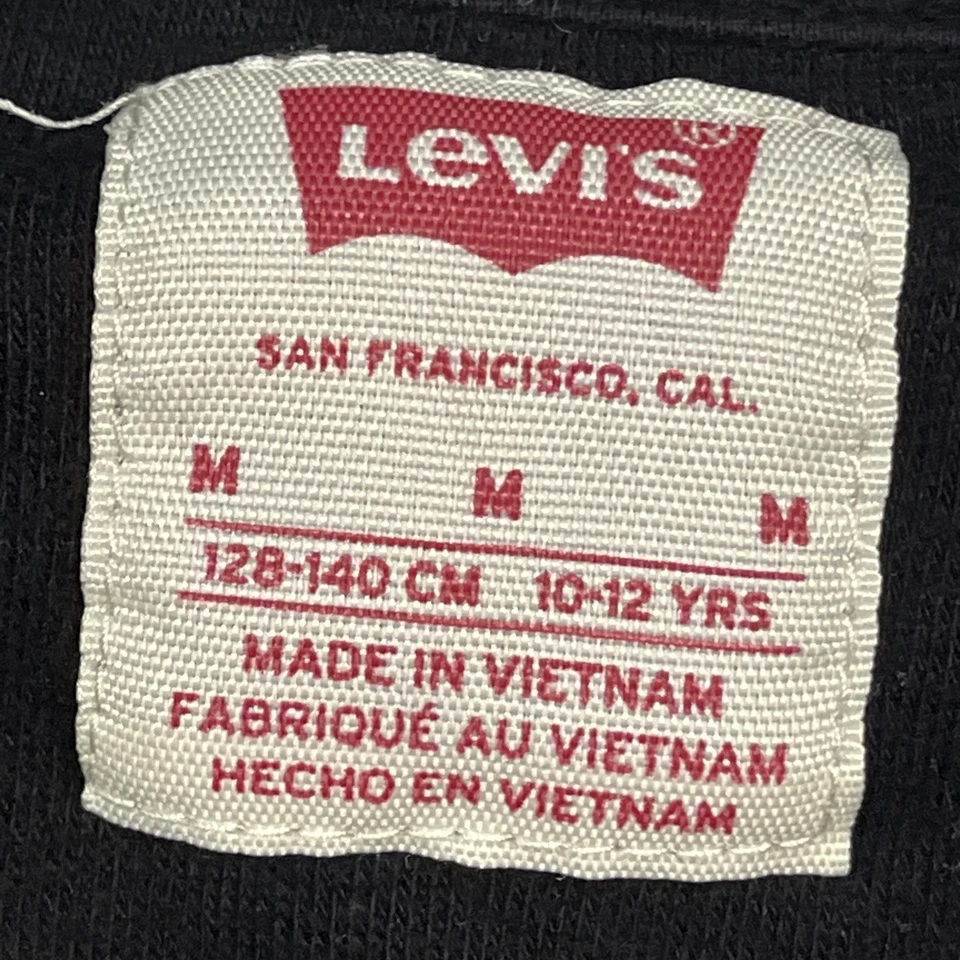 LEVI'S®
SAN FRANCISCO, CAL.
M M M
128-140 CM 10-12 YRS
MADE IN VIETNAM
FABRIQUÉ AU VIETNAM
HECHO EN VIETNAM